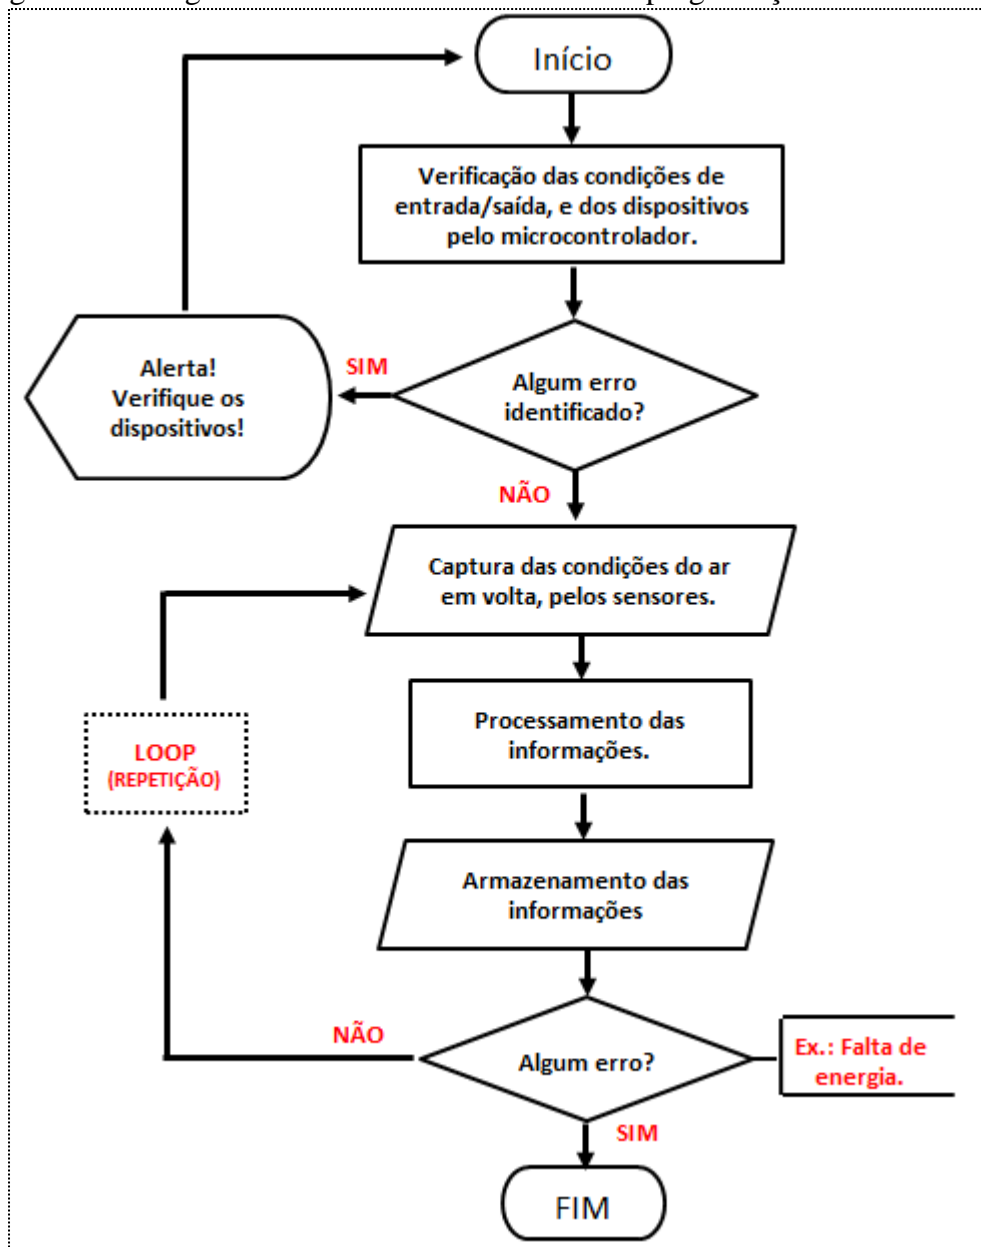 Início
Verificação das condições de
entrada/saída, e dos dispositivos
pelo microcontrolador.
Algum erro
identificado?
SIM
Alerta!
Verifique os
dispositivos!
NÃO
Captura das condições do ar
em volta, pelos sensores.
Processamento das
informações.
LOOP
(REPETIÇÃO)
Armazenamento das
informações
NÃO
Algum erro?
Ex.: Falta de
energia.
SIM
FIM